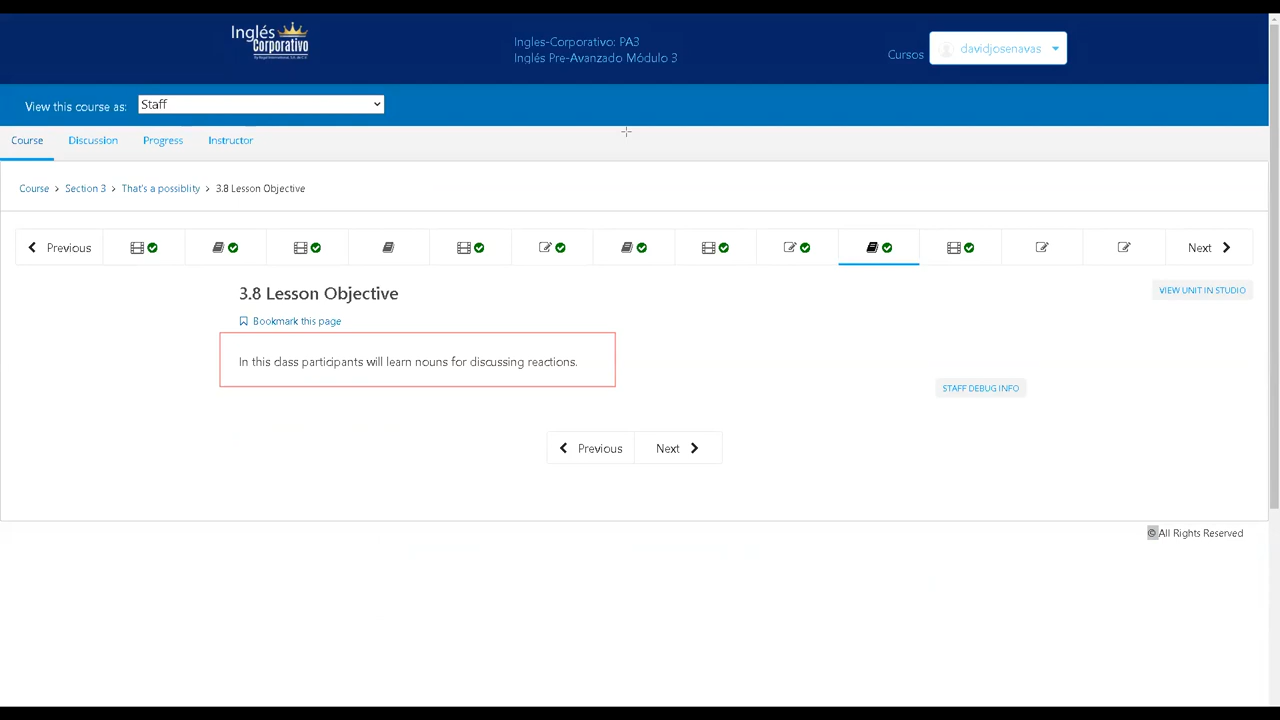 Inglés
Corporativo
Ingles-Corporativo: PA3
Inglés Pre-Avanzado Módulo 3
Cursos
davidjosenavas
View this course as:
Staff
Course
Discussion
Progress
Instructor
Course > Section 3 > That's a possiblity > 3.8 Lesson Objective
Previous
Next
3.8 Lesson Objective
VIEW UNIT IN STUDIO
Bookmark this page
In this class participants will learn nouns for discussing reactions.
STAFF DEBUG INFO
Previous
Next
© All Rights Reserved